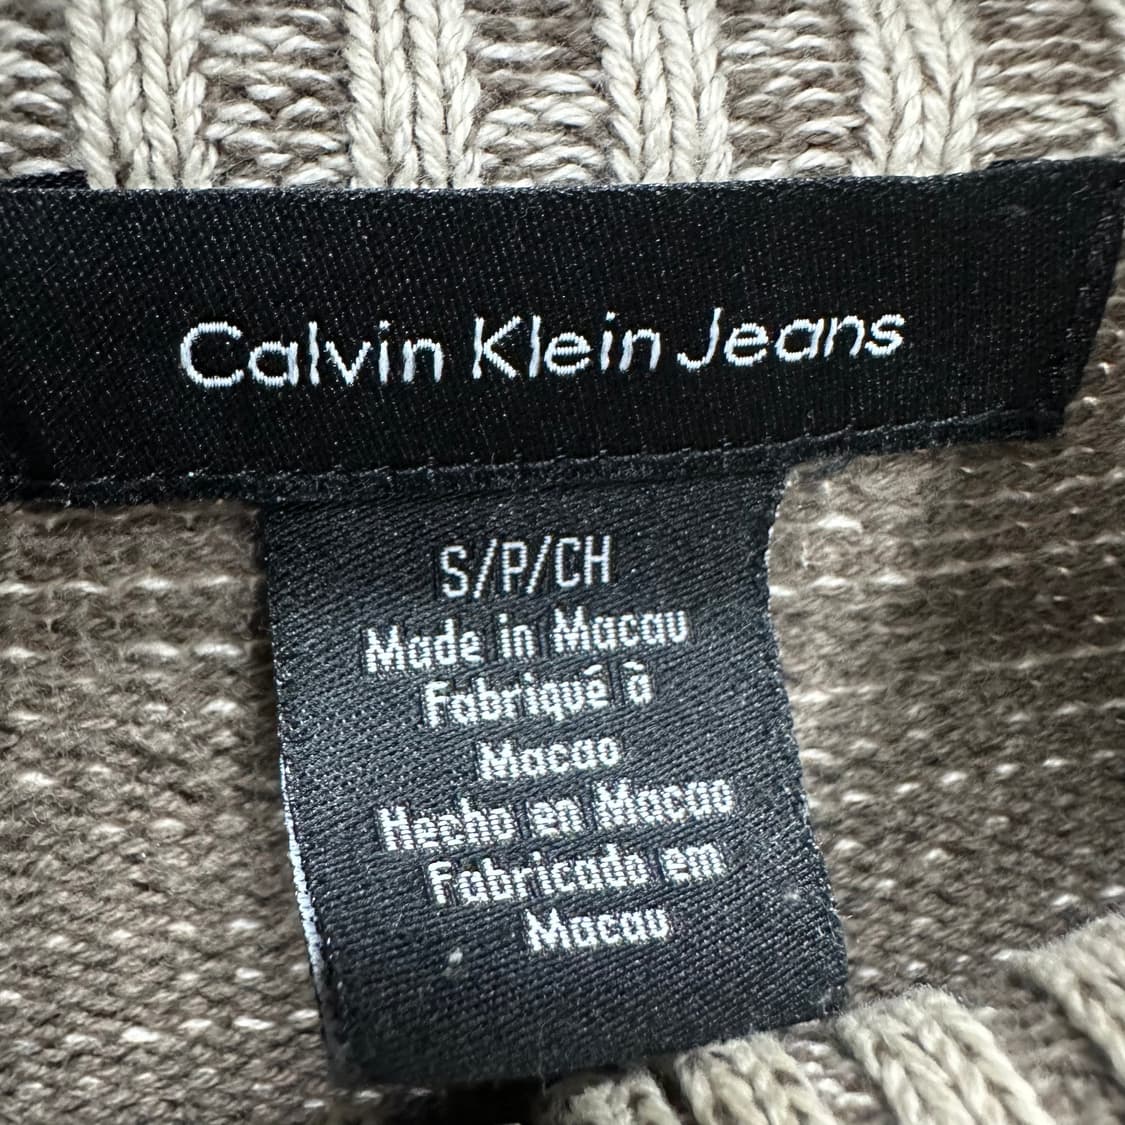 Calvin Klein Jeans
S/P/CH
Made in Macau
Fabriqué à
Macao
Hecho en Macao
Fabricado em
Macau